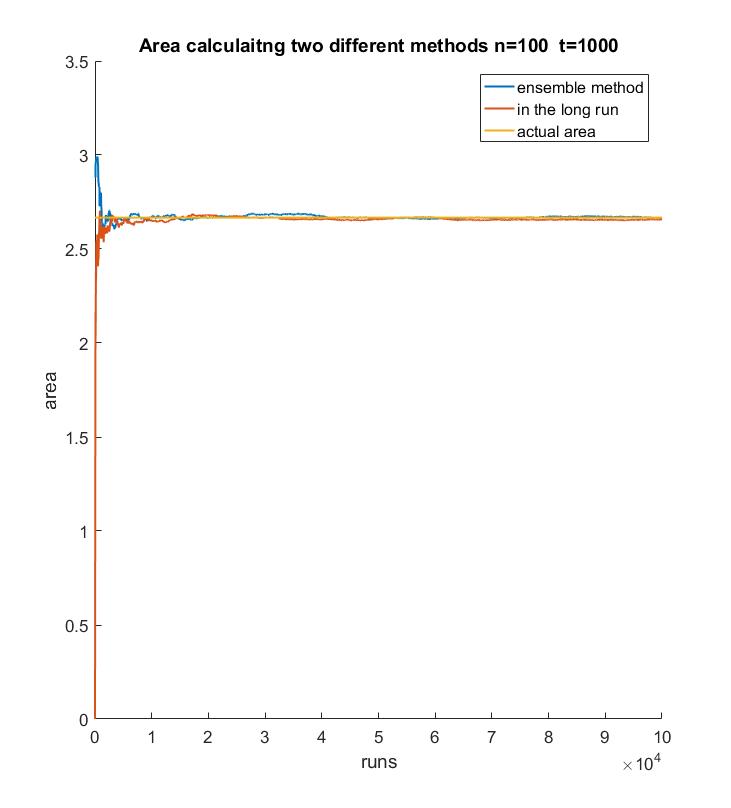 Area calculaitng two different methods n=100  t=1000
3.5
ensemble method
in the long run
actual area
3
2.5
2
area
1.5
1
0.5
0
0 1 2 3 4 5 6 7 8 9 10
runs
×10⁴